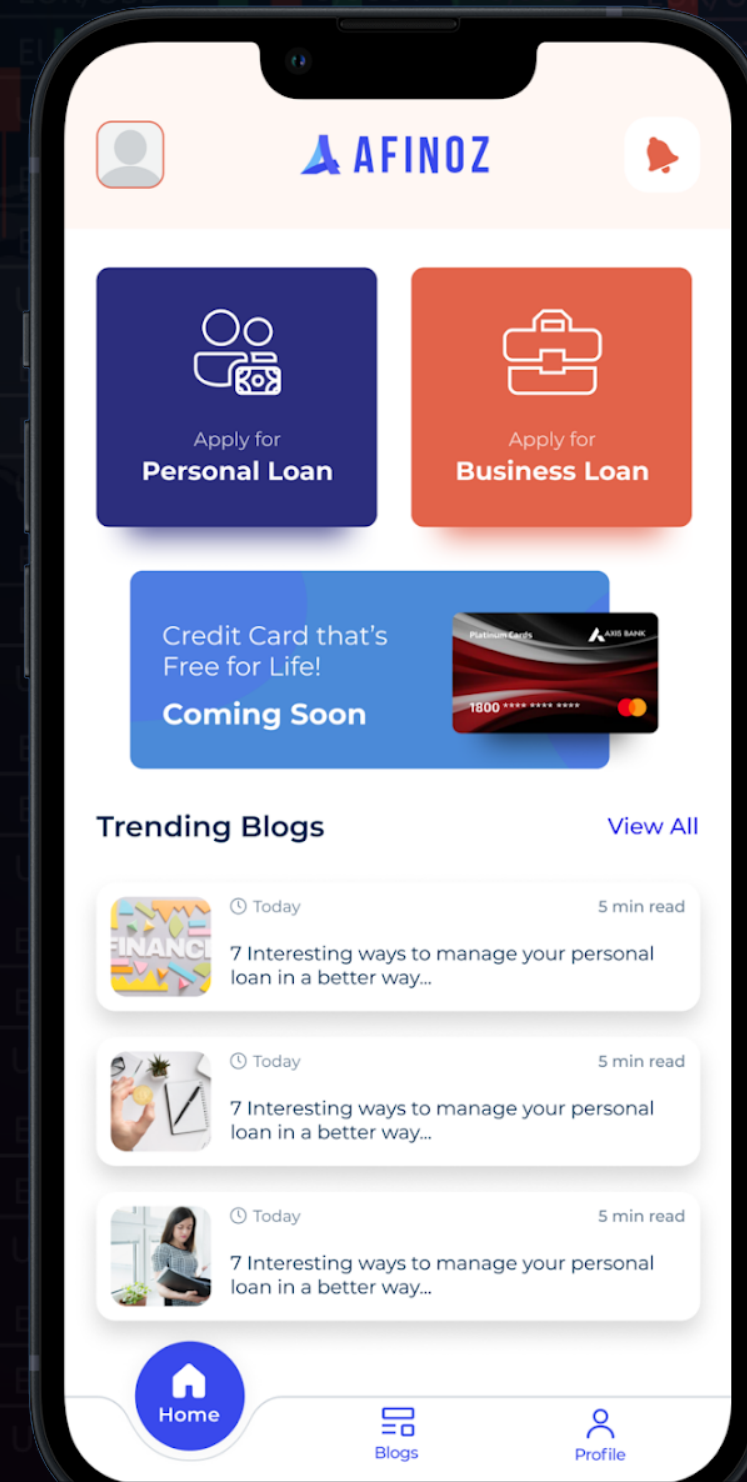 AFINOZ
Apply for
Personal Loan
Apply for
Business Loan
Credit Card that's
Free for Life!
Coming Soon
Platinum Cards
AXIS BANK
1800 **** **** ****
Trending Blogs
View All
Today
5 min read
7 Interesting ways to manage your personal
loan in a better way...
FINANC
Today
5 min read
7 Interesting ways to manage your personal
loan in a better way...
Today
5 min read
7 Interesting ways to manage your personal
loan in a better way...
Home
Blogs
Profile